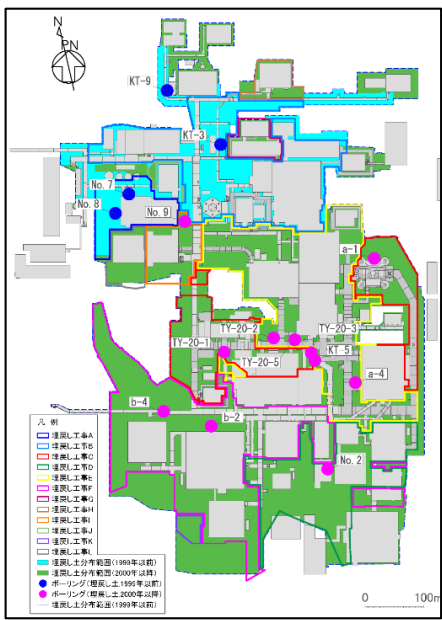 N
PN
KT-9
KT-3
No.7
No.8
No.9
a-1
TY-20-2
TY-20-3
TY-20-1
KT-5
TY-20-5
a-4
b-4
b-2
No.2
凡 例
埋戻し工事A
埋戻し工事B
埋戻し工事C
埋戻し工事D
埋戻し工事E
埋戻し工事F
埋戻し工事G
埋戻し工事H
埋戻し工事I
埋戻し工事J
埋戻し工事K
埋戻し工事L
埋戻し土分布範囲(1999年以前)
埋戻し土分布範囲(2000年以降)
ボーリング(埋戻し土,1999年以前)
ボーリング(埋戻し土,2000年以降)
埋戻し土分布範囲(1999年以前)
0 100m